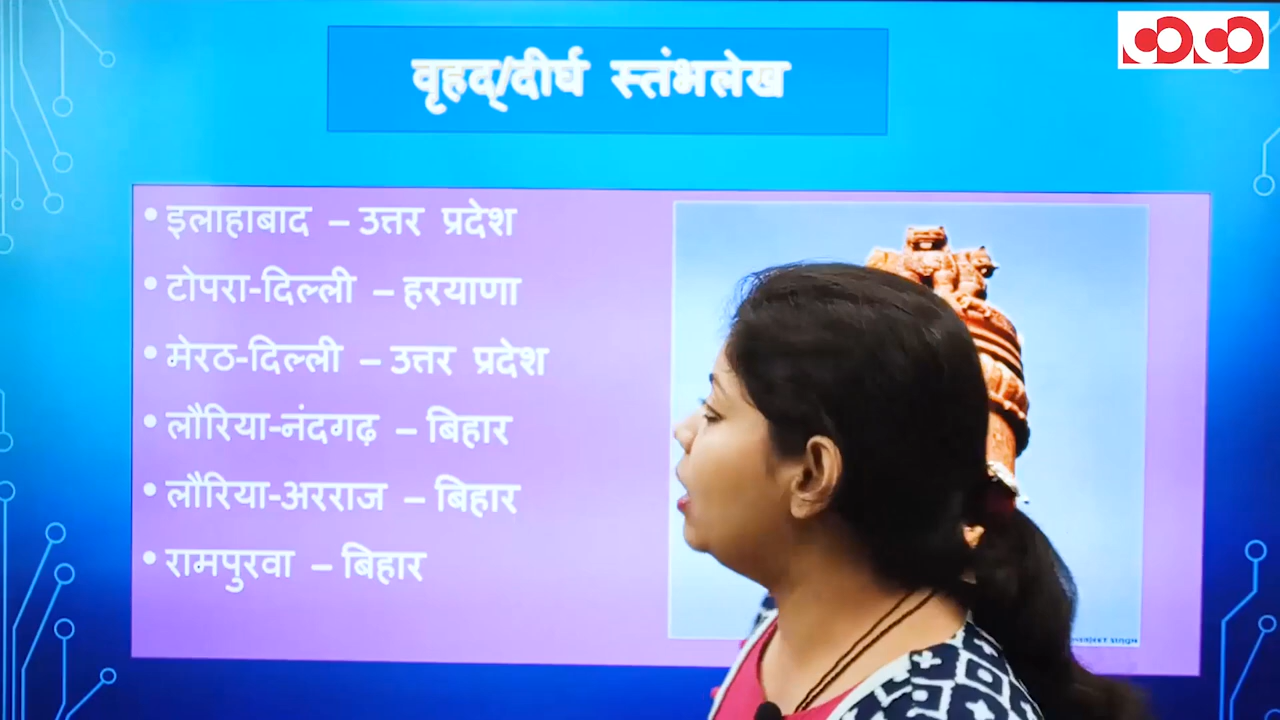 वृहद्/दीर्घ स्तंभलेख
• इलाहाबाद – उत्तर प्रदेश
• टोपरा-दिल्ली – हरयाणा
• मेरठ-दिल्ली – उत्तर प्रदेश
• लौरिया-नंदगढ़ – बिहार
• लौरिया-अरराज – बिहार
• रामपुरवा – बिहार